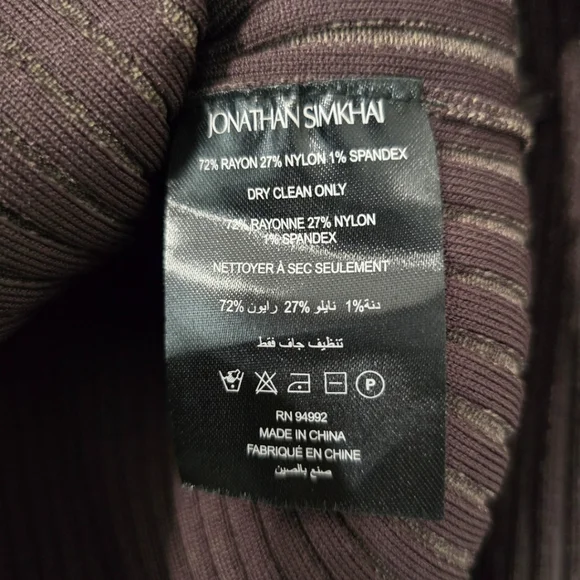 JONATHAN SIMKHAI
72% RAYON 27% NYLON 1% SPANDEX
DRY CLEAN ONLY
72% RAYONNE 27% NYLON
1% SPANDEX
NETTOYER À SEC SEULEMENT
72% رايون 27% نايلو 1% دنة
تنظيف جاف فقط
P
RN 94992
MADE IN CHINA
FABRIQUÉ EN CHINE
صنع بالصين